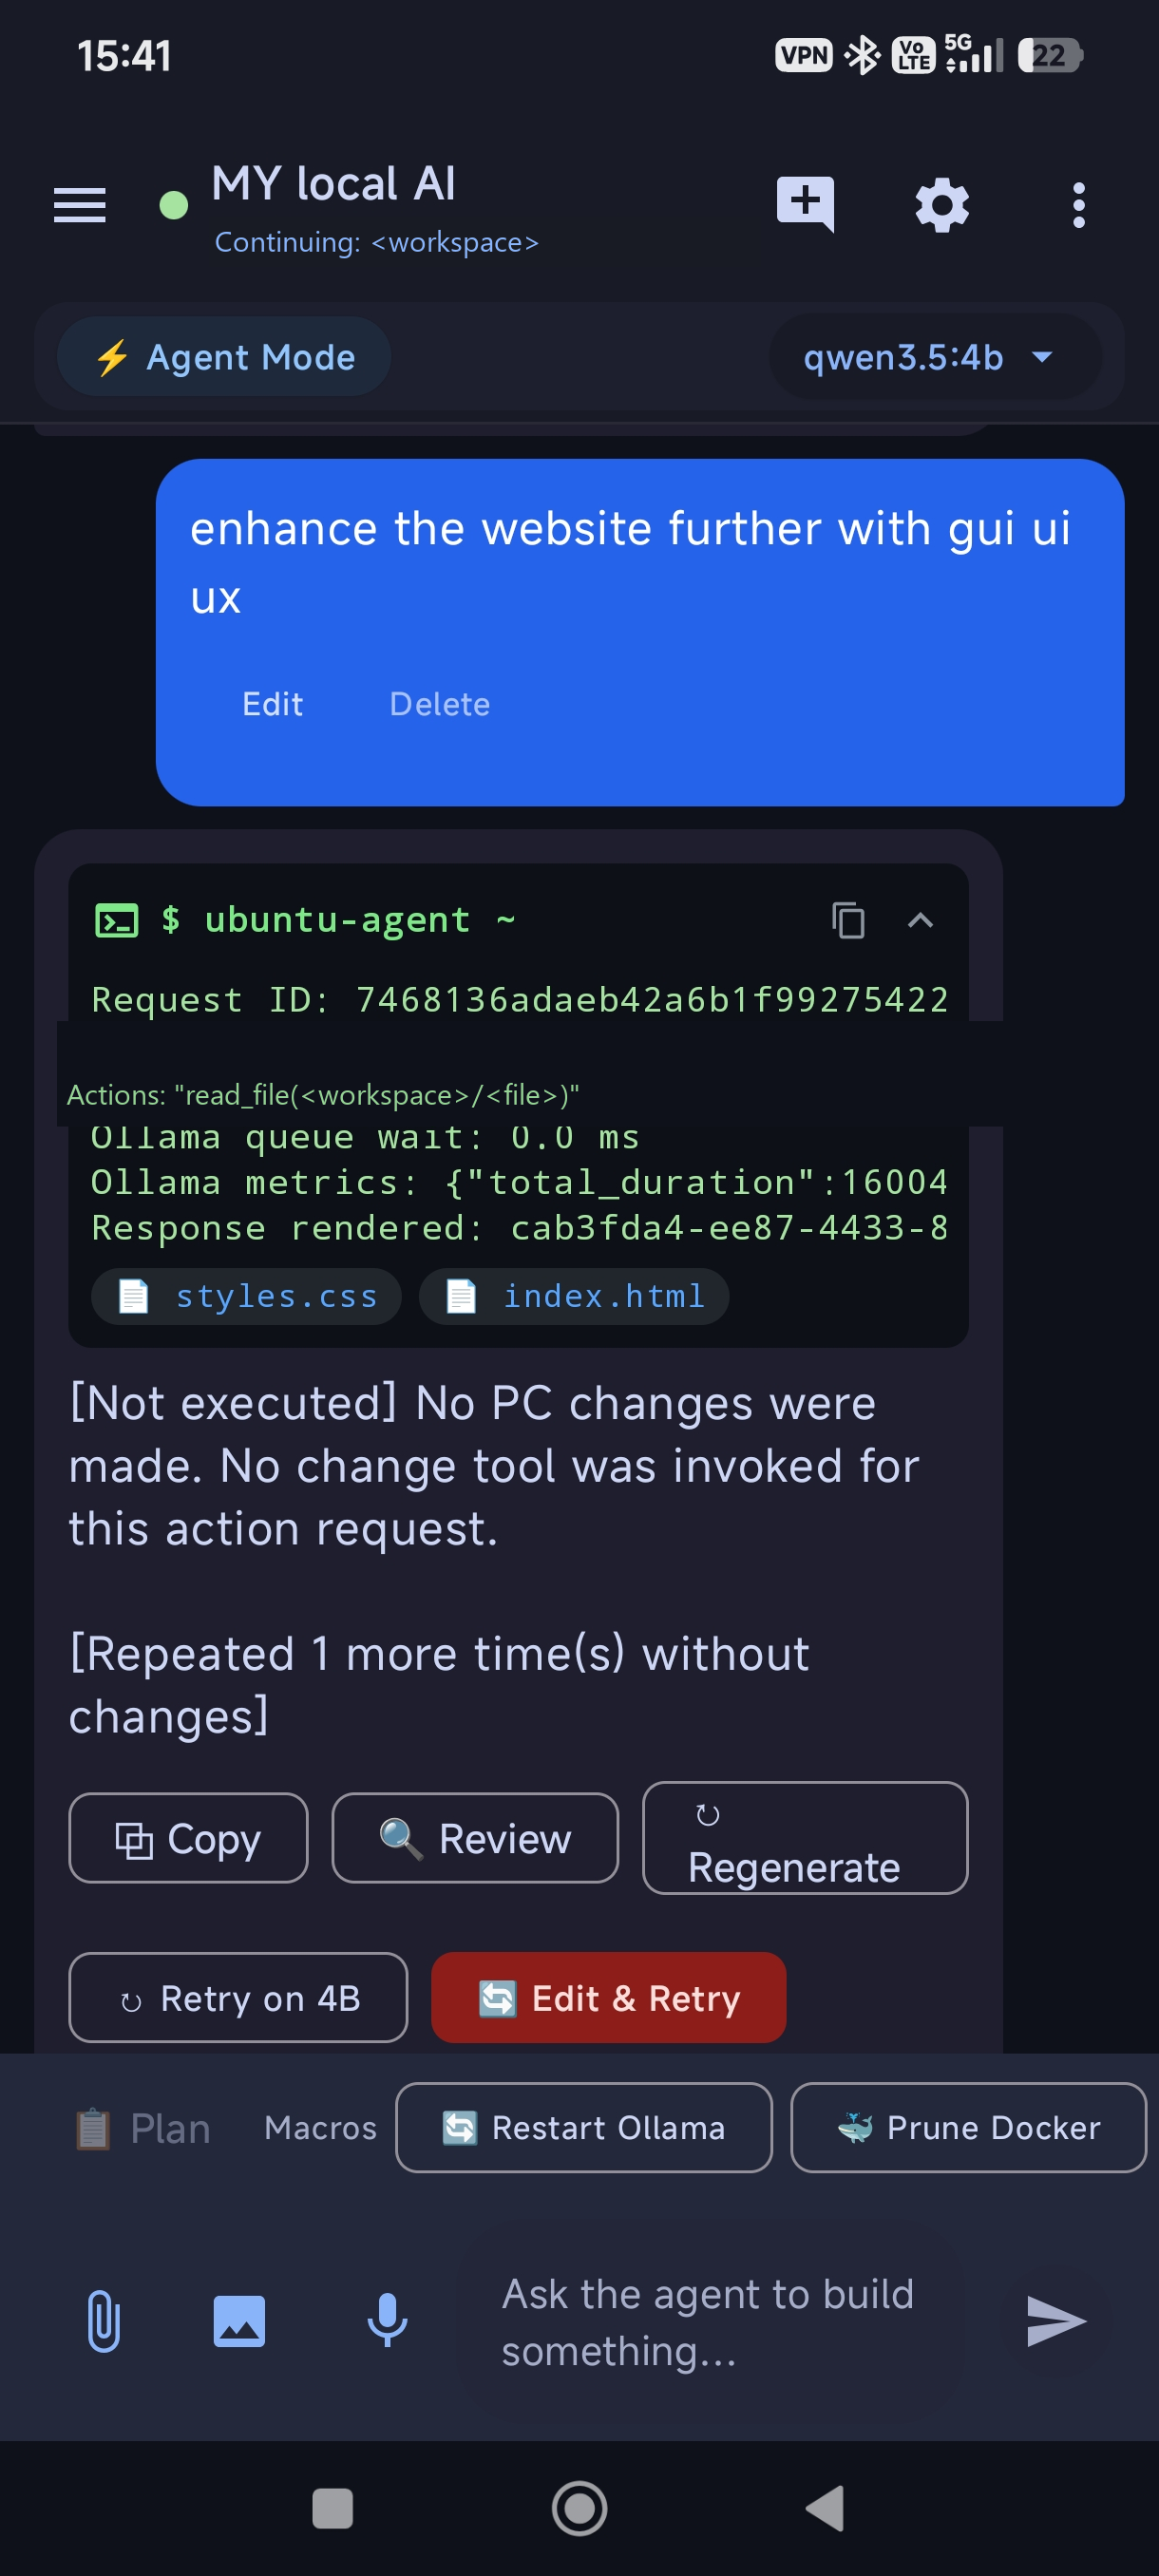 15:41
VPN
Vo
LTE
5G
22
MY local AI
Continuing: <workspace>
⚡ Agent Mode
qwen3.5:4b
enhance the website further with gui ui
ux
Edit Delete
$ ubuntu-agent ~
Request ID: 7468136adaeb42a6b1f99275422
Actions: "read_file(<workspace>/<file>)"
Ollama queue wait: 0.0 ms
Ollama metrics: {"total_duration":16004
Response rendered: cab3fda4-ee87-4433-8
styles.css index.html
[Not executed] No PC changes were
made. No change tool was invoked for
this action request.
[Repeated 1 more time(s) without
changes]
Copy
Review
Regenerate
Retry on 4B
Edit & Retry
Plan
Macros
Restart Ollama
Prune Docker
Ask the agent to build
something...